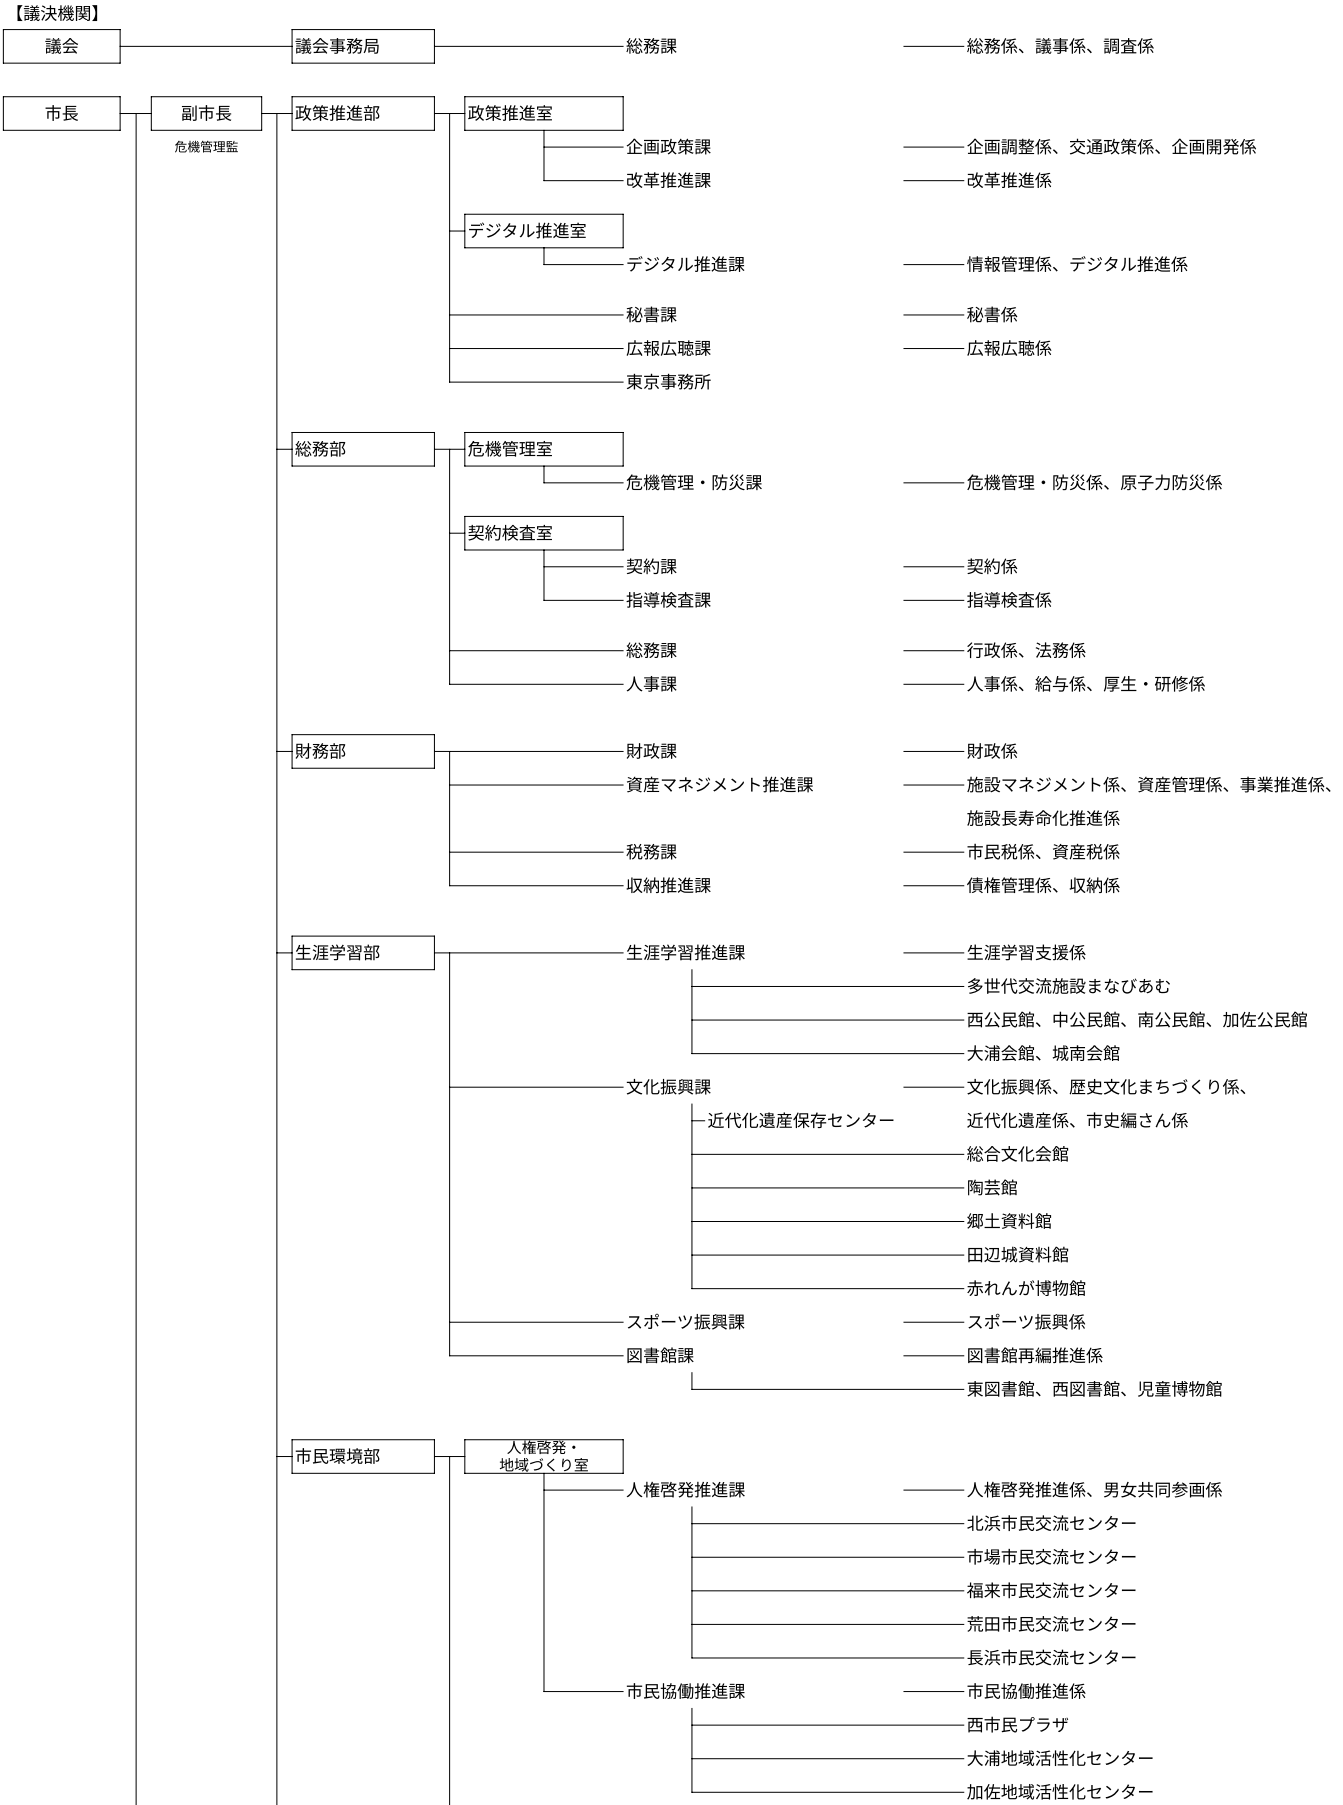 【議決機関】
議会 議会事務局 総務課 総務係、議事係、調査係
市長 副市長 政策推進部 政策推進室
危機管理監 企画政策課 企画調整係、交通政策係、企画開発係
改革推進課 改革推進係
デジタル推進室
デジタル推進課 情報管理係、デジタル推進係
秘書課 秘書係
広報広聴課 広報広聴係
東京事務所
総務部 危機管理室
危機管理・防災課 危機管理・防災係、原子力防災係
契約検査室
契約課 契約係
指導検査課 指導検査係
総務課 行政係、法務係
人事課 人事係、給与係、厚生・研修係
財務部 財政課 財政係
資産マネジメント推進課 施設マネジメント係、資産管理係、事業推進係、
施設長寿命化推進係
税務課 市民税係、資産税係
収納推進課 債権管理係、収納係
生涯学習部 生涯学習推進課 生涯学習支援係
多世代交流施設まなびあむ
西公民館、中公民館、南公民館、加佐公民館
大浦会館、城南会館
文化振興課 文化振興係、歴史文化まちづくり係、
近代化遺産保存センター 近代化遺産係、市史編さん係
総合文化会館
陶芸館
郷土資料館
田辺城資料館
赤れんが博物館
スポーツ振興課 スポーツ振興係
図書館課 図書館再編推進係
東図書館、西図書館、児童博物館
市民環境部 人権啓発・
地域づくり室
人権啓発推進課 人権啓発推進係、男女共同参画係
北浜市民交流センター
市場市民交流センター
福来市民交流センター
荒田市民交流センター
長浜市民交流センター
市民協働推進課 市民協働推進係
西市民プラザ
大浦地域活性化センター
加佐地域活性化センター